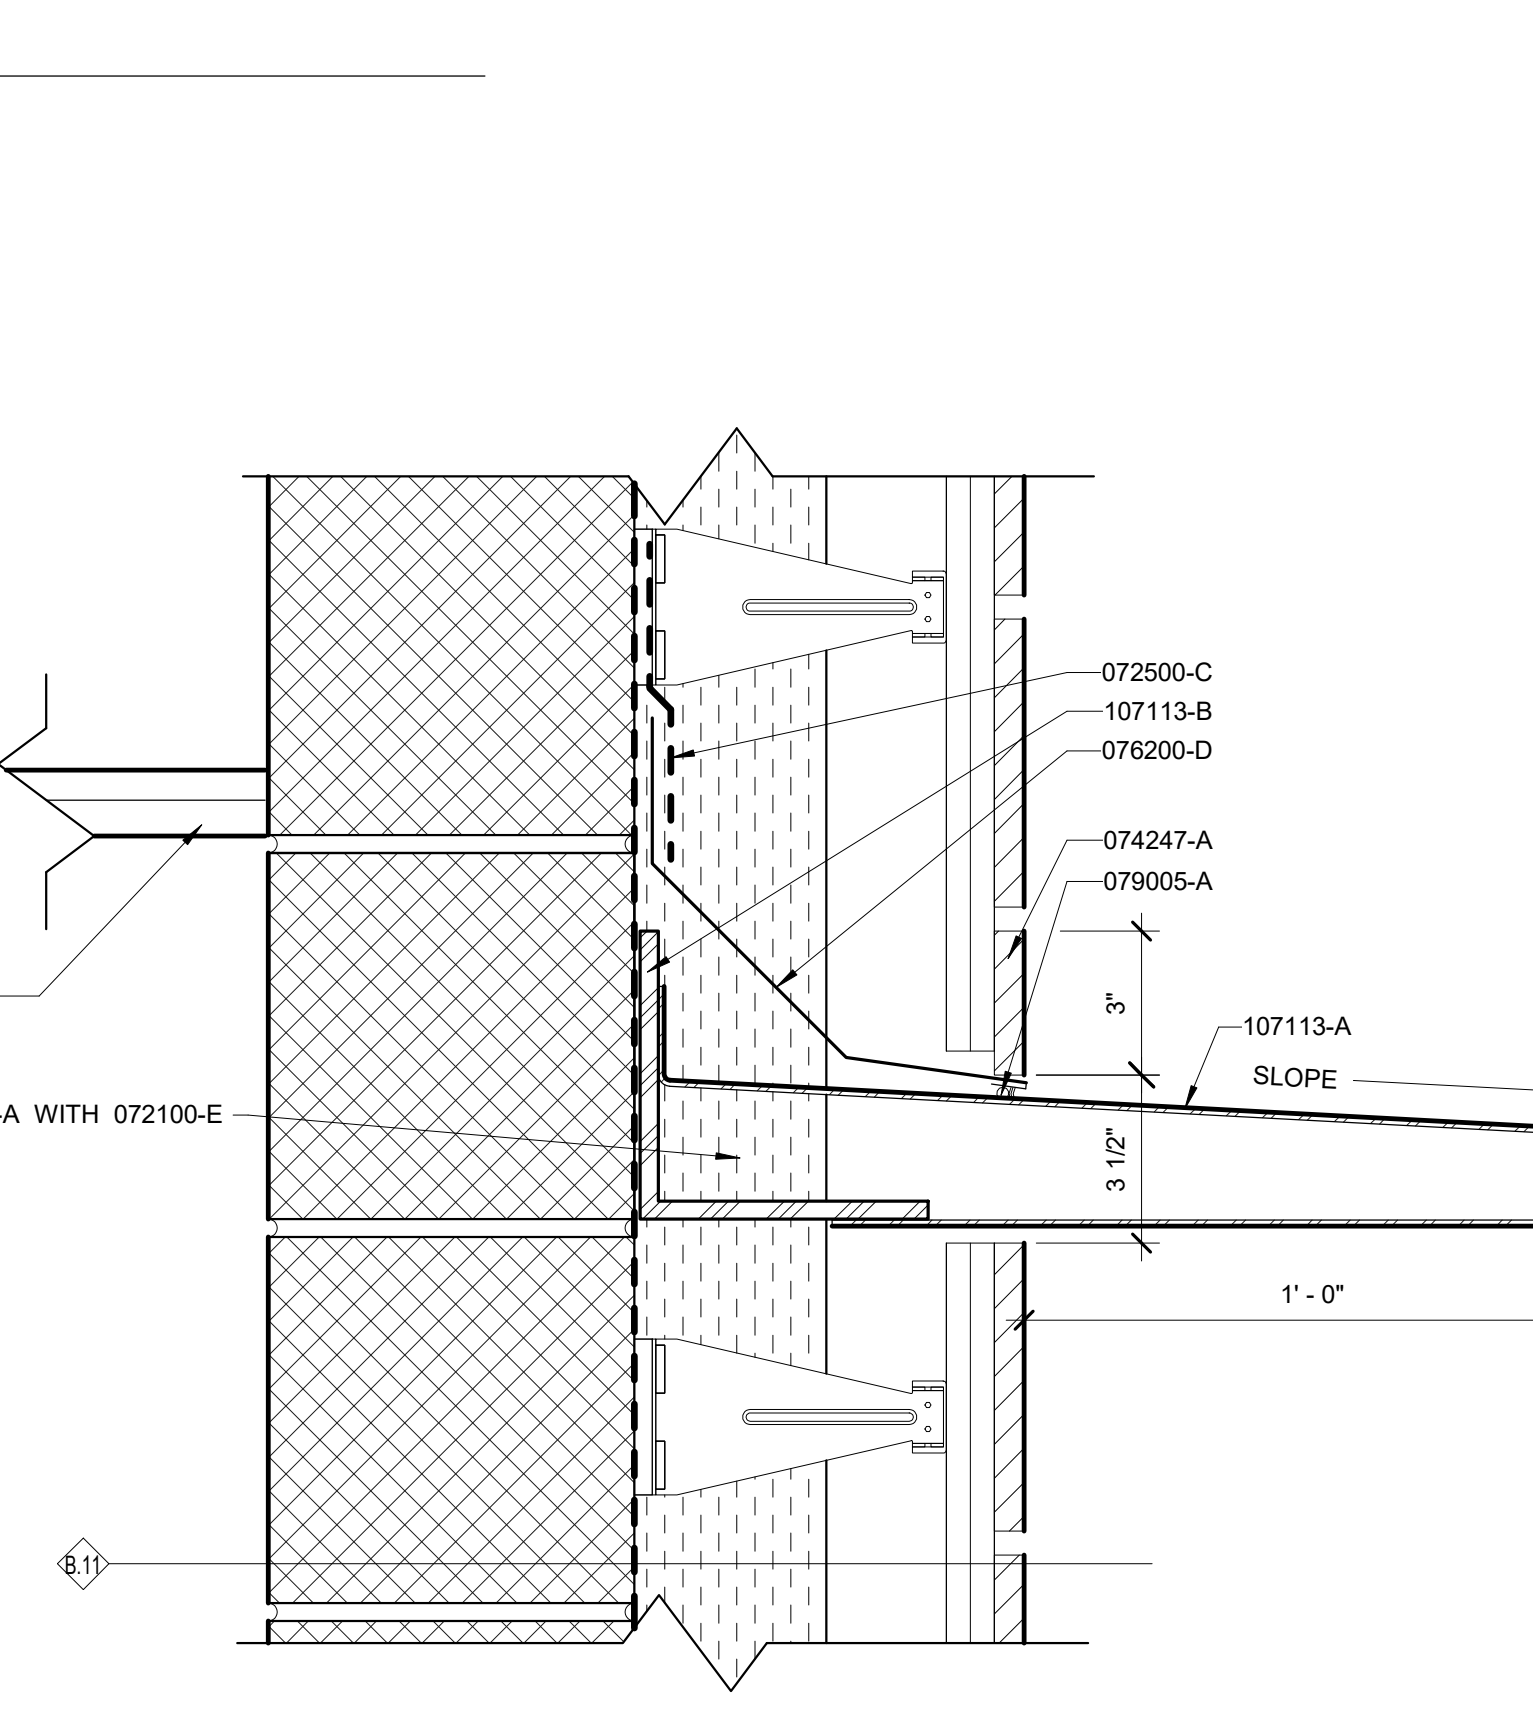 072500-C
107113-B
076200-D
074247-A
079005-A
3"
107113-A
SLOPE
-A WITH 072100-E
3 1/2"
1' - 0"
B.11